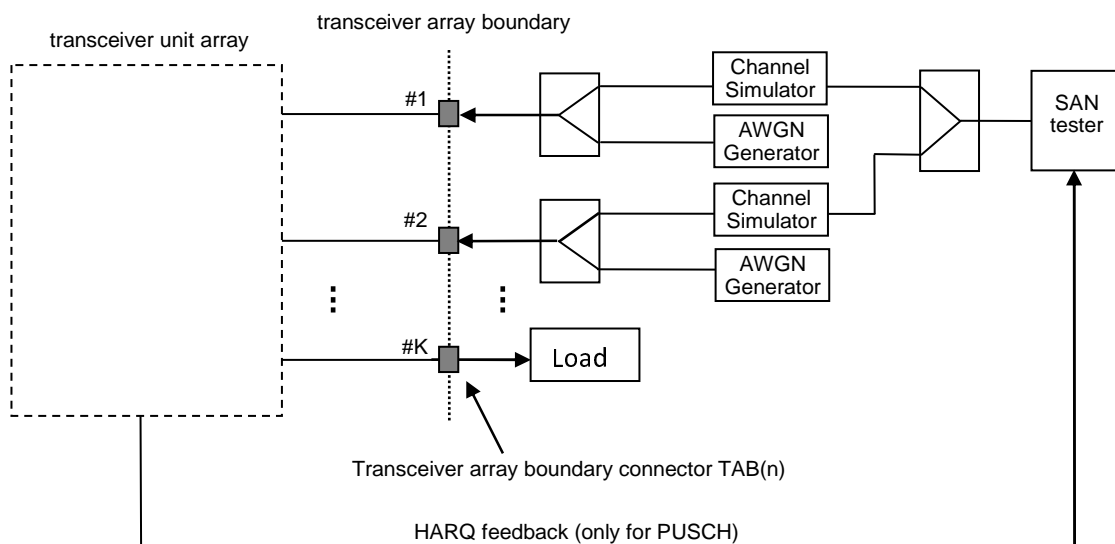 transceiver array boundary
transceiver unit array
#1
Channel
Simulator
AWGN
Generator
SAN
tester
#2
Channel
Simulator
AWGN
Generator
#K
Load
Transceiver array boundary connector TAB(n)
HARQ feedback (only for PUSCH)